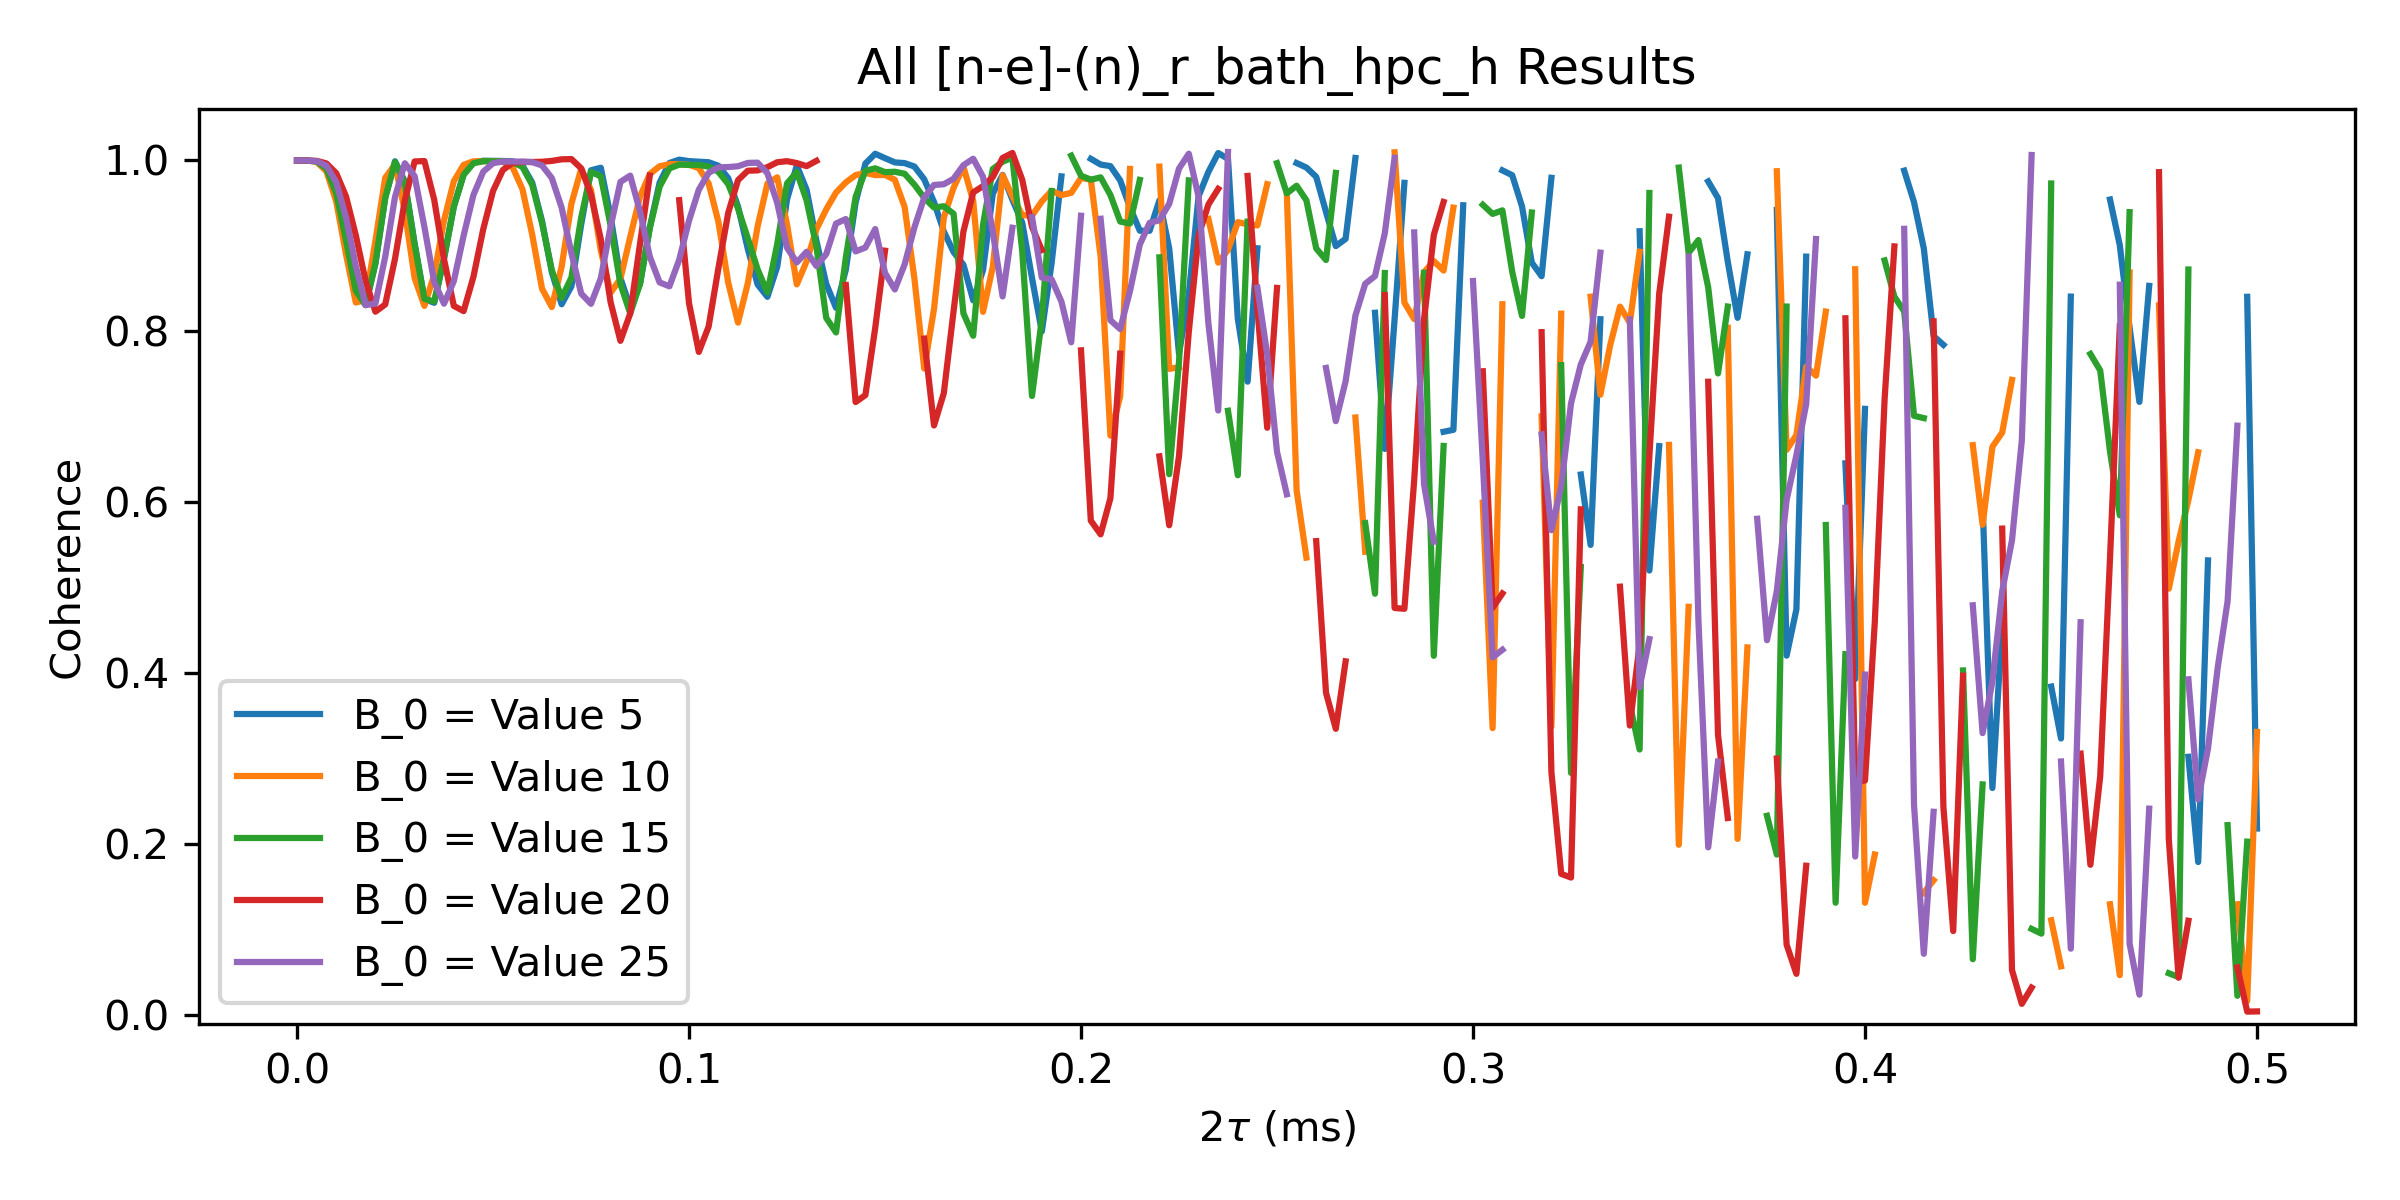 All [n-e]-(n)_r_bath_hpc_h Results
Coherence
1.0
0.8
0.6
0.4
0.2
0.0
B_0 = Value 5
B_0 = Value 10
B_0 = Value 15
B_0 = Value 20
B_0 = Value 25
0.0 0.1 0.2 0.3 0.4 0.5
2τ (ms)